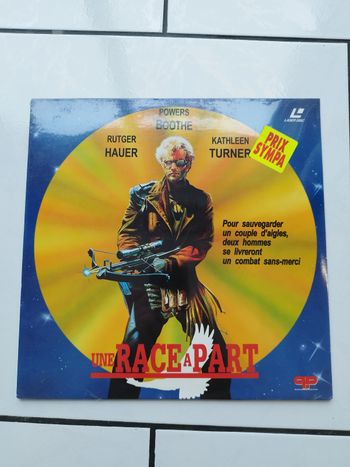 POWERS
BOOTHE
RUTGER
HAUER
KATHLEEN
TURNER
PRIX
SYMPA
Pour sauvegarder
un couple d'aigles,
deux hommes
se livreront
un combat sans-merci
UNE RACE A PART